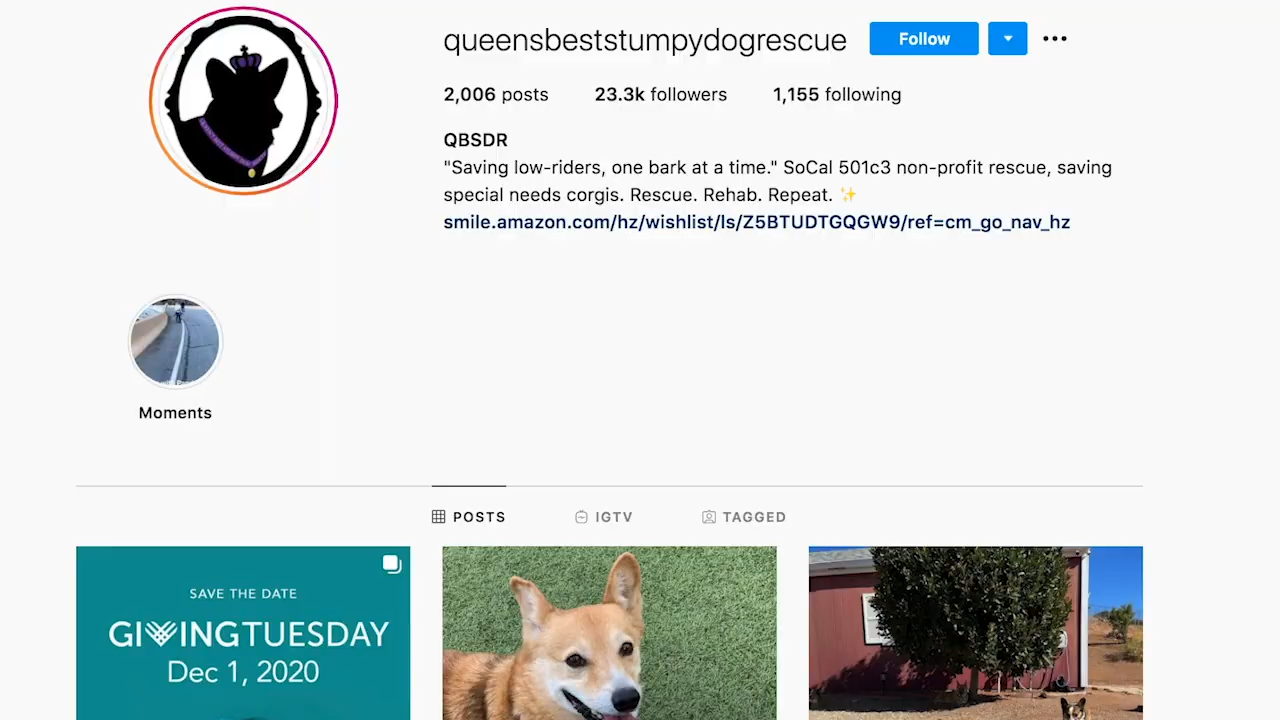 queensbeststumpydogrescue
Follow
2,006 posts
23.3k followers
1,155 following
QBSDR
"Saving low-riders, one bark at a time." SoCal 501c3 non-profit rescue, saving
special needs corgis. Rescue. Rehab. Repeat. ✨
smile.amazon.com/hz/wishlist/ls/Z5BTUDTGQGW9/ref=cm_go_nav_hz
Moments
POSTS
IGTV
TAGGED
SAVE THE DATE
GIVINGTUESDAY
Dec 1, 2020